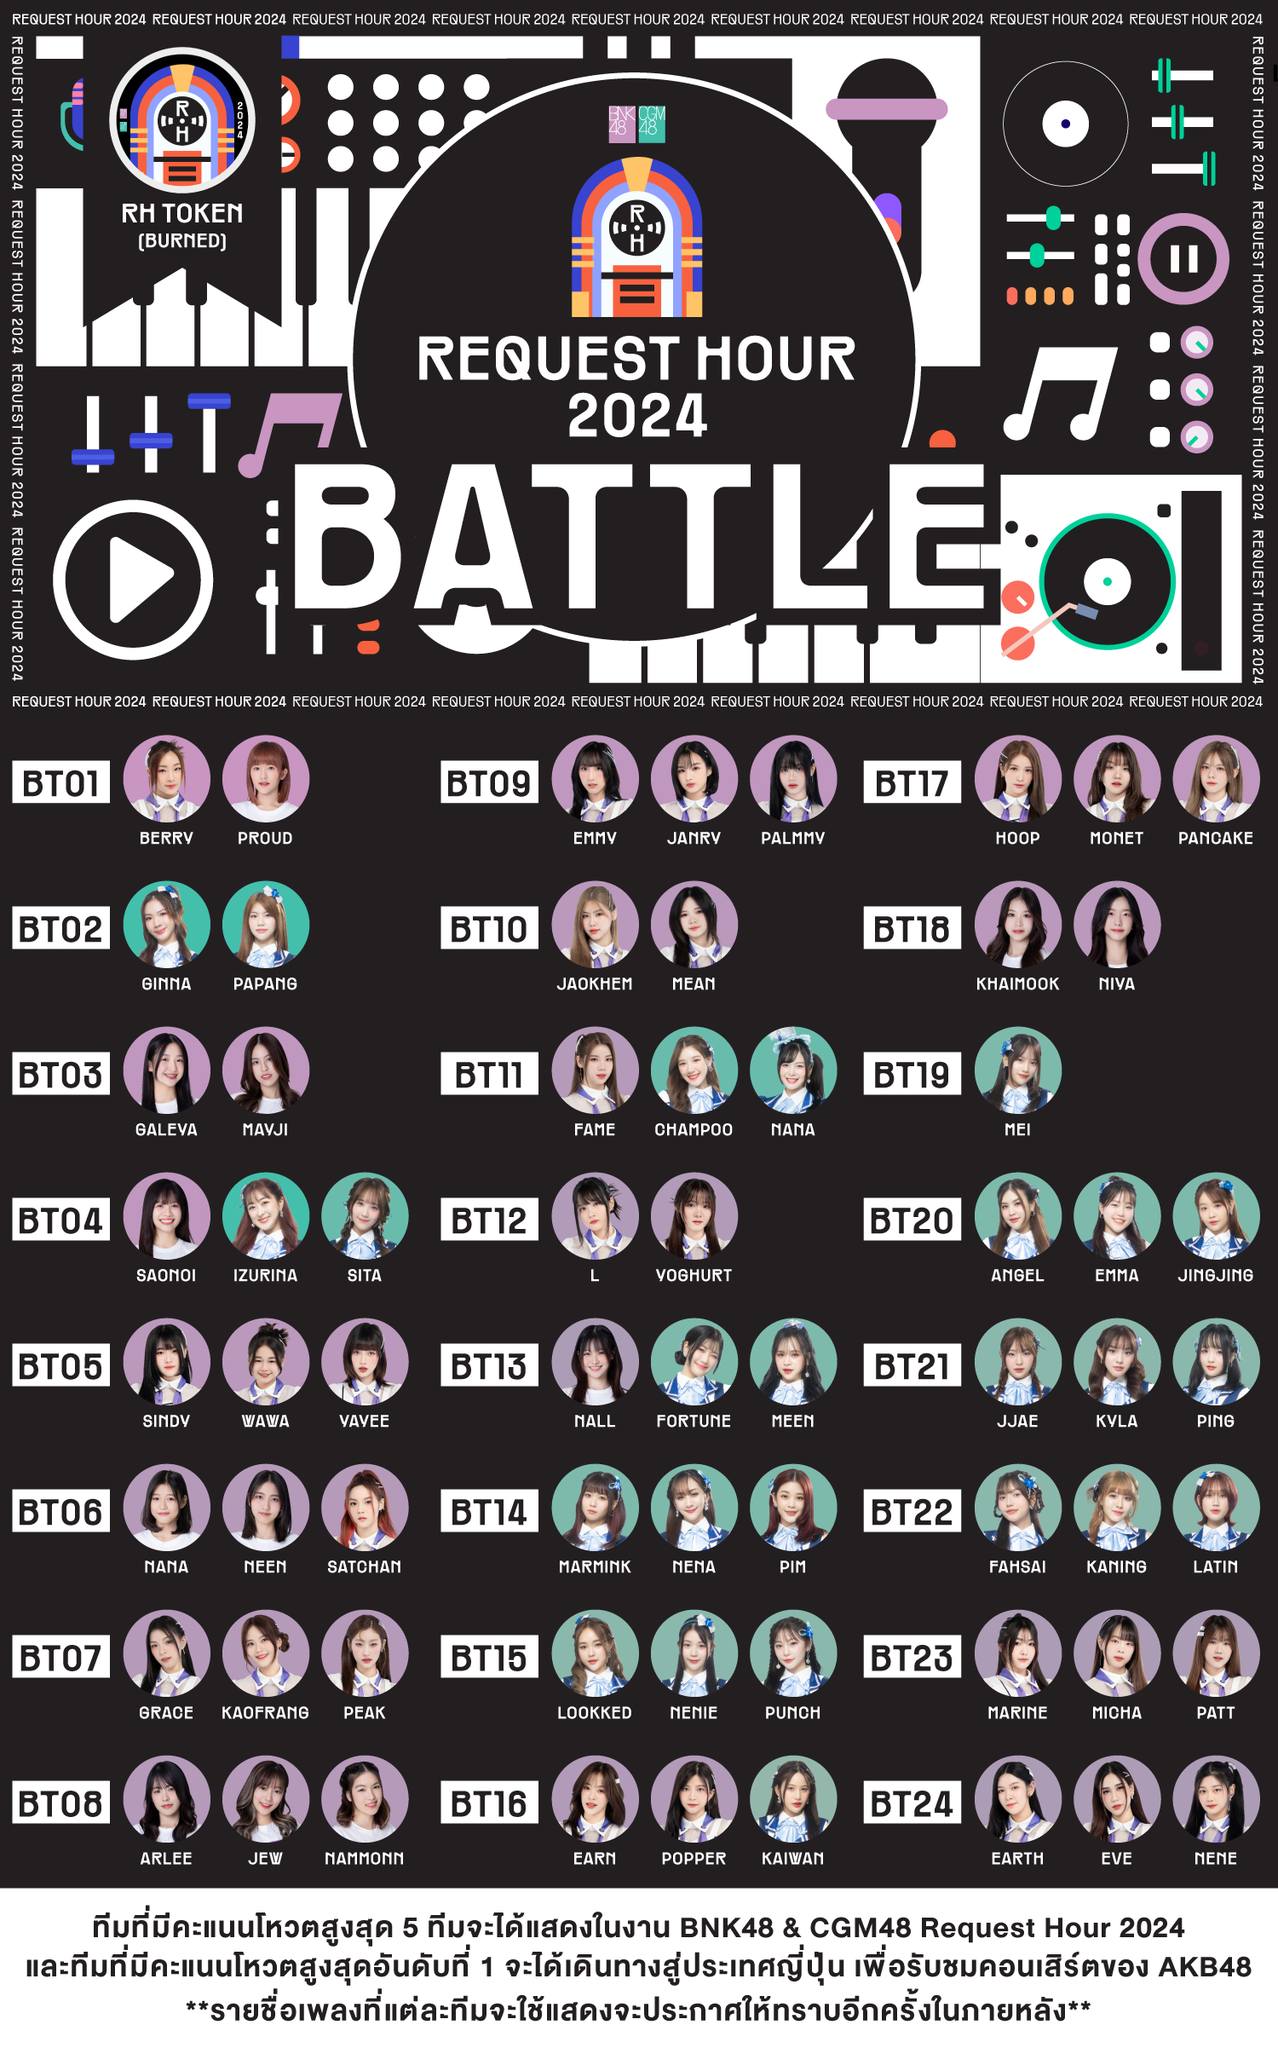 REQUEST HOUR 2024 REQUEST HOUR 2024 REQUEST HOUR 2024 REQUEST HOUR 2024 REQUEST HOUR 2024 REQUEST HOUR 2024 REQUEST HOUR 2024 REQUEST HOUR 2024 REQUEST HOUR 2024
REQUEST HOUR 2024 REQUEST HOUR 2024 REQUEST HOUR 2024 REQUEST HOUR 2024
REQUEST HOUR 2024 REQUEST HOUR 2024 REQUEST HOUR 2024 REQUEST HOUR 2024
R
H
2024
RH TOKEN
(BURNED)
BNK48 CGM48
R
H
REQUEST HOUR
2024
BATTLE
REQUEST HOUR 2024 REQUEST HOUR 2024 REQUEST HOUR 2024 REQUEST HOUR 2024 REQUEST HOUR 2024 REQUEST HOUR 2024 REQUEST HOUR 2024 REQUEST HOUR 2024 REQUEST HOUR 2024
BT01
BERRY PROUD
BT02
GINNA PAPANG
BT03
GALEYA MAYJI
BT04
SAONOI IZURINA SITA
BT05
SINDY WAWA YAYEE
BT06
NANA NEEN SATCHAN
BT07
GRACE KAOFRANG PEAK
BT08
ARLEE JEW NAMMONN
BT09
EMMY JANRY PALMMY
BT10
JAOKHEM MEAN
BT11
FAME CHAMPOO NANA
BT12
L YOGHURT
BT13
NALL FORTUNE MEEN
BT14
MARMINK NENA PIM
BT15
LOOKKED NENIE PUNCH
BT16
EARN POPPER KAIWAN
BT17
HOOP MONET PANCAKE
BT18
KHAIMOOK NIYA
BT19
MEI
BT20
ANGEL EMMA JINGJING
BT21
JJAE KYLA PING
BT22
FAHSAI KANING LATIN
BT23
MARINE MICHA PATT
BT24
EARTH EVE NENE
ทีมที่มีคะแนนโหวตสูงสุด 5 ทีมจะได้แสดงในงาน BNK48 & CGM48 Request Hour 2024
และทีมที่มีคะแนนโหวตสูงสุดอันดับที่ 1 จะได้เดินทางสู่ประเทศญี่ปุ่น เพื่อรับชมคอนเสิร์ตของ AKB48
**รายชื่อเพลงที่แต่ละทีมจะใช้แสดงจะประกาศให้ทราบอีกครั้งในภายหลัง**